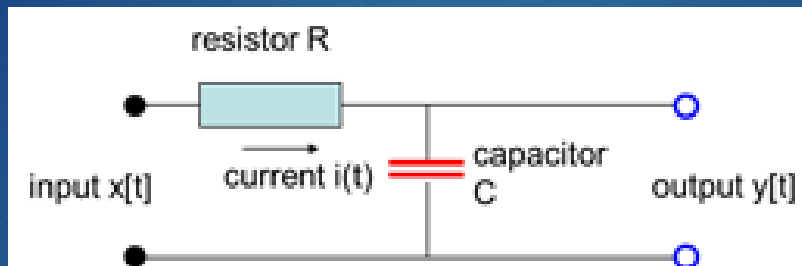 resistor R
input x[t]
current i(t)
capacitor
C
output y[t]